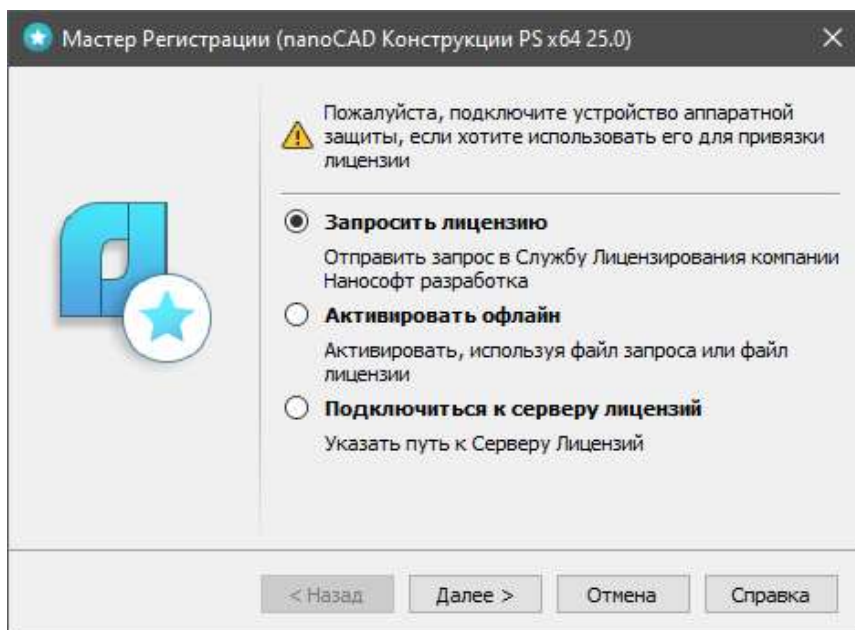 Мастер Регистрации (nanoCAD Конструкции PS x64 25.0)
Пожалуйста, подключите устройство аппаратной
защиты, если хотите использовать его для привязки
лицензии
Запросить лицензию
Отправить запрос в Службу Лицензирования компании
Нанософт разработка
Активировать офлайн
Активировать, используя файл запроса или файл
лицензии
Подключиться к серверу лицензий
Указать путь к Серверу Лицензий
< Назад
Далее >
Отмена
Справка